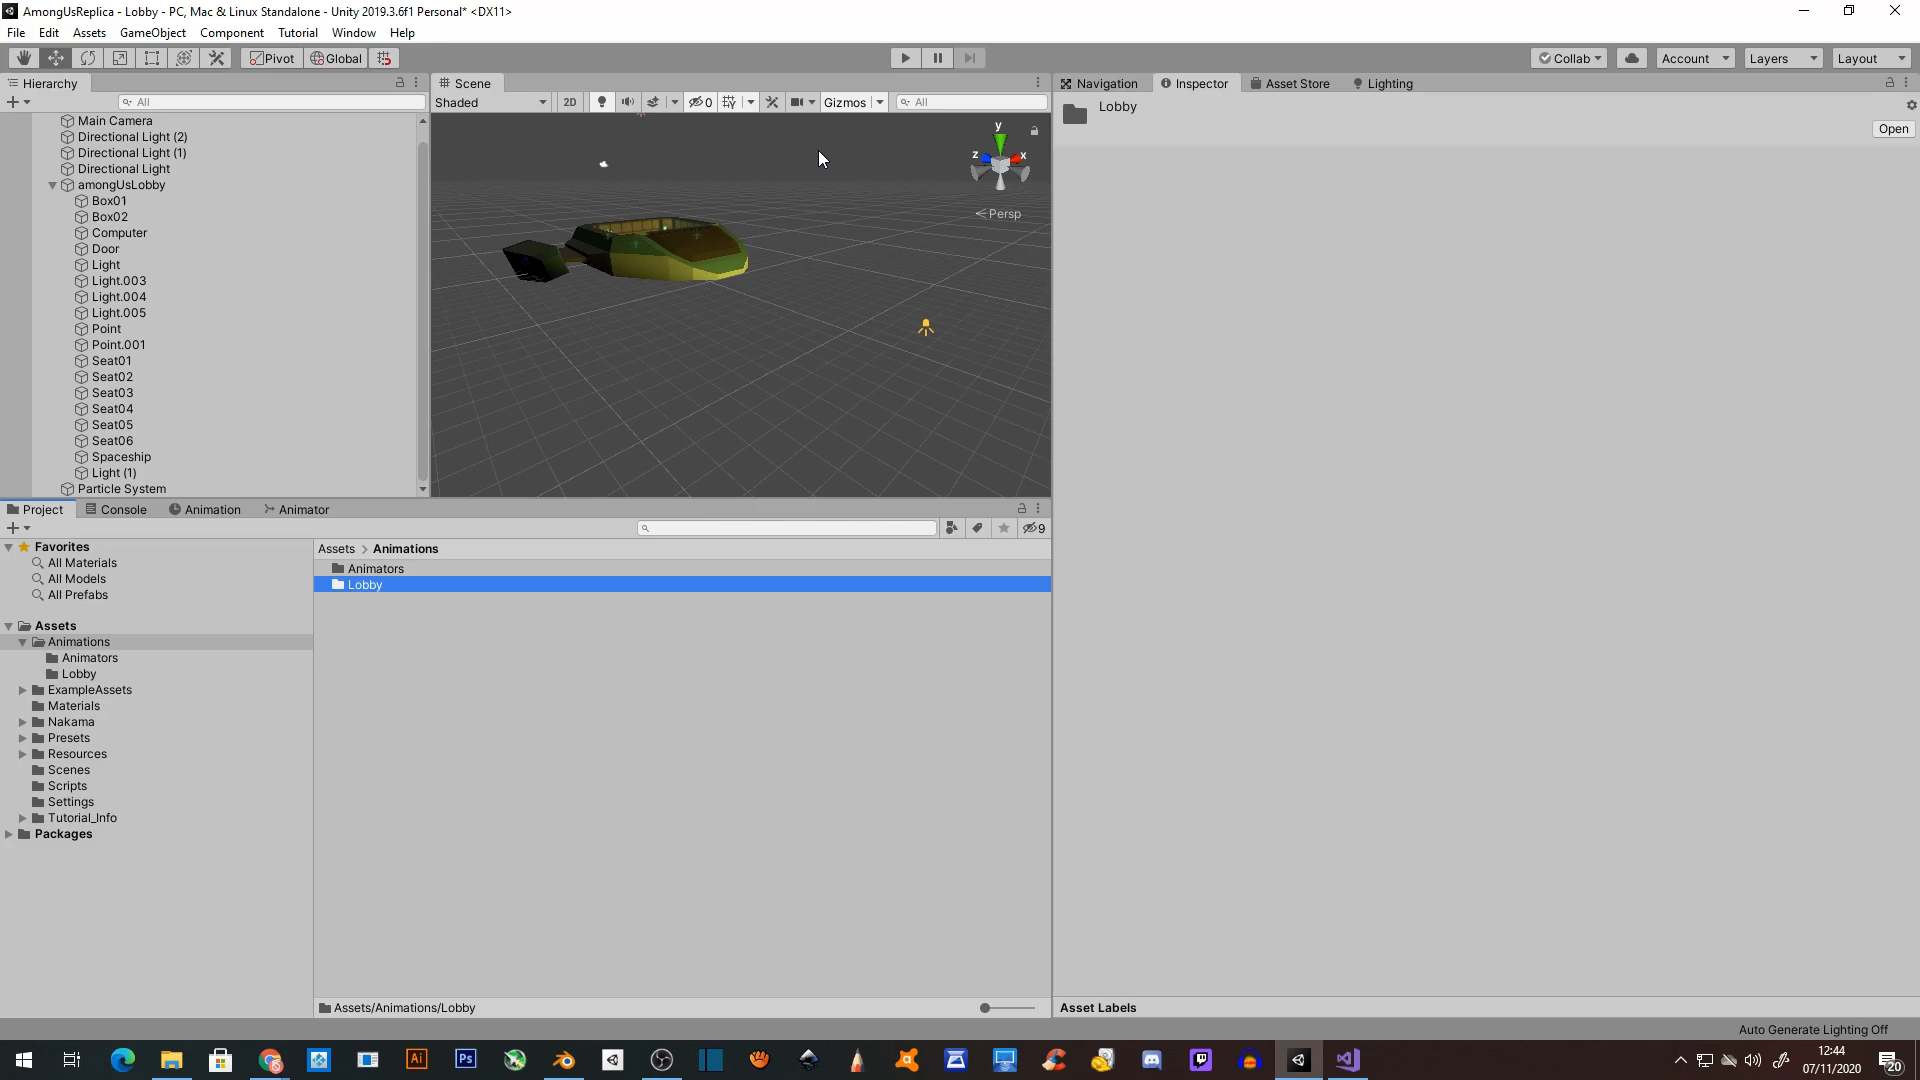 AmongUsReplica - Lobby - PC, Mac & Linux Standalone - Unity 2019.3.6f1 Personal* <DX11>
File Edit Assets GameObject Component Tutorial Window Help
Pivot Global Collab Account Layers Layout
Hierarchy
All
Main Camera
Directional Light (2)
Directional Light (1)
Directional Light
amongUsLobby
Box01
Box02
Computer
Door
Light
Light.003
Light.004
Light.005
Point
Point.001
Seat01
Seat02
Seat03
Seat04
Seat05
Seat06
Spaceship
Light (1)
Particle System
Scene
Shaded 2D 0 Gizmos All
y
z x
Persp
Navigation Inspector Asset Store Lighting
Lobby
Open
Project Console Animation Animator
9
Favorites
All Materials
All Models
All Prefabs
Assets
Animations
Animators
Lobby
ExampleAssets
Materials
Nakama
Presets
Resources
Scenes
Scripts
Settings
Tutorial_Info
Packages
Assets > Animations
Animators
Lobby
Assets/Animations/Lobby
Asset Labels
Auto Generate Lighting Off
Ai Ps
12:44
07/11/2020
20